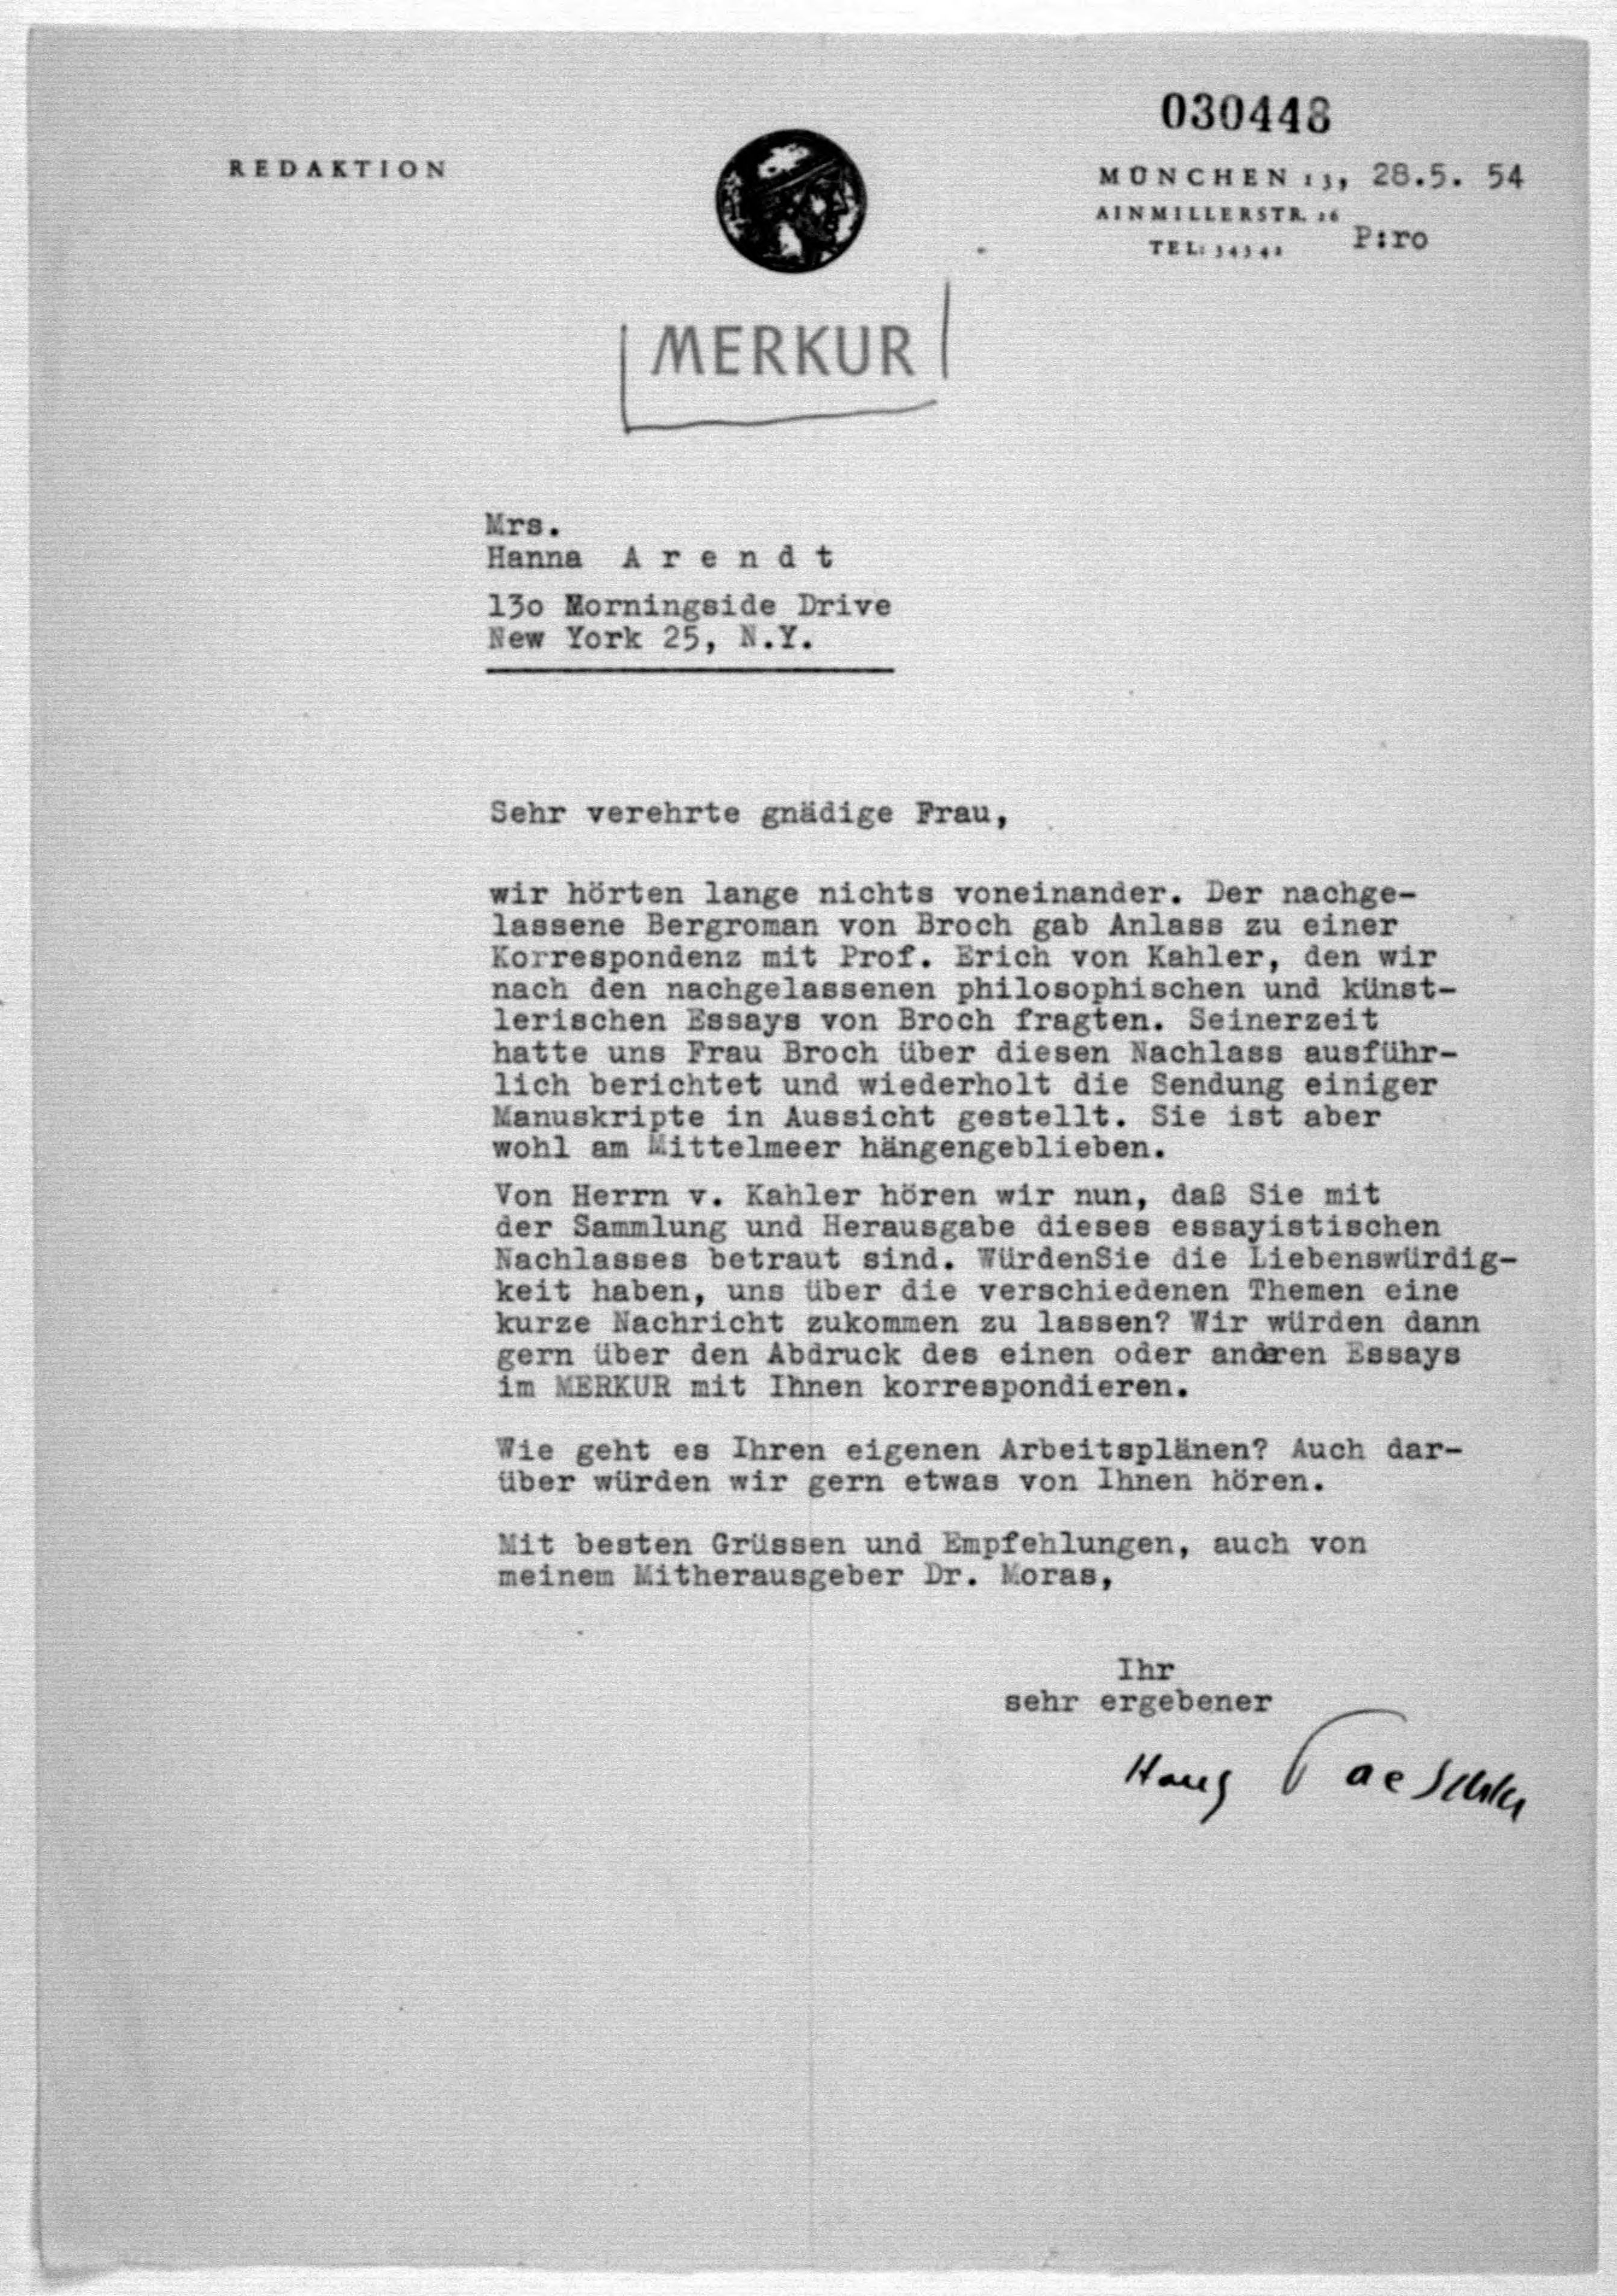 030448
REDAKTION
MÜNCHEN 13, 28.5. 54
AINMILLERSTR. 26
TEL: 34342 P:ro
MERKUR
Mrs.
Hanna A r e n d t
13o Morningside Drive
New York 25, N.Y.
Sehr verehrte gnädige Frau,
wir hörten lange nichts voneinander. Der nachge-
lassene Bergroman von Broch gab Anlass zu einer
Korrespondenz mit Prof. Erich von Kahler, den wir
nach den nachgelassenen philosophischen und künst-
lerischen Essays von Broch fragten. Seinerzeit
hatte uns Frau Broch über diesen Nachlass ausführ-
lich berichtet und wiederholt die Sendung einiger
Manuskripte in Aussicht gestellt. Sie ist aber
wohl am Mittelmeer hängengeblieben.
Von Herrn v. Kahler hören wir nun, daß Sie mit
der Sammlung und Herausgabe dieses essayistischen
Nachlasses betraut sind. WürdenSie die Liebenswürdig-
keit haben, uns über die verschiedenen Themen eine
kurze Nachricht zukommen zu lassen? Wir würden dann
gern über den Abdruck des einen oder anderen Essays
im MERKUR mit Ihnen korrespondieren.
Wie geht es Ihren eigenen Arbeitsplänen? Auch dar-
über würden wir gern etwas von Ihnen hören.
Mit besten Grüssen und Empfehlungen, auch von
meinem Mitherausgeber Dr. Moras,
Ihr
sehr ergebener
Hans Paeschke